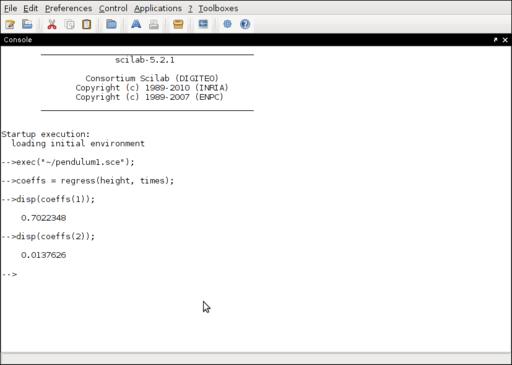 File Edit Preferences Control Applications ? Toolboxes
Console
scilab-5.2.1
Consortium Scilab (DIGITEO)
Copyright (c) 1989-2010 (INRIA)
Copyright (c) 1989-2007 (ENPC)
Startup execution:
loading initial environment
-->exec("~/pendulum1.sce");
-->coeffs = regress(height, times);
-->disp(coeffs(1));
0.7022348
-->disp(coeffs(2));
0.0137626
-->